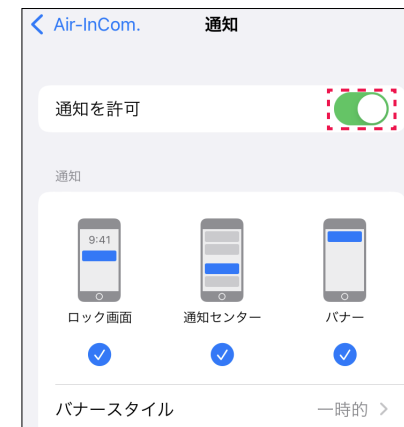 Air-InCom. 通知
通知を許可
通知
9:41
ロック画面 通知センター バナー
バナースタイル 一時的